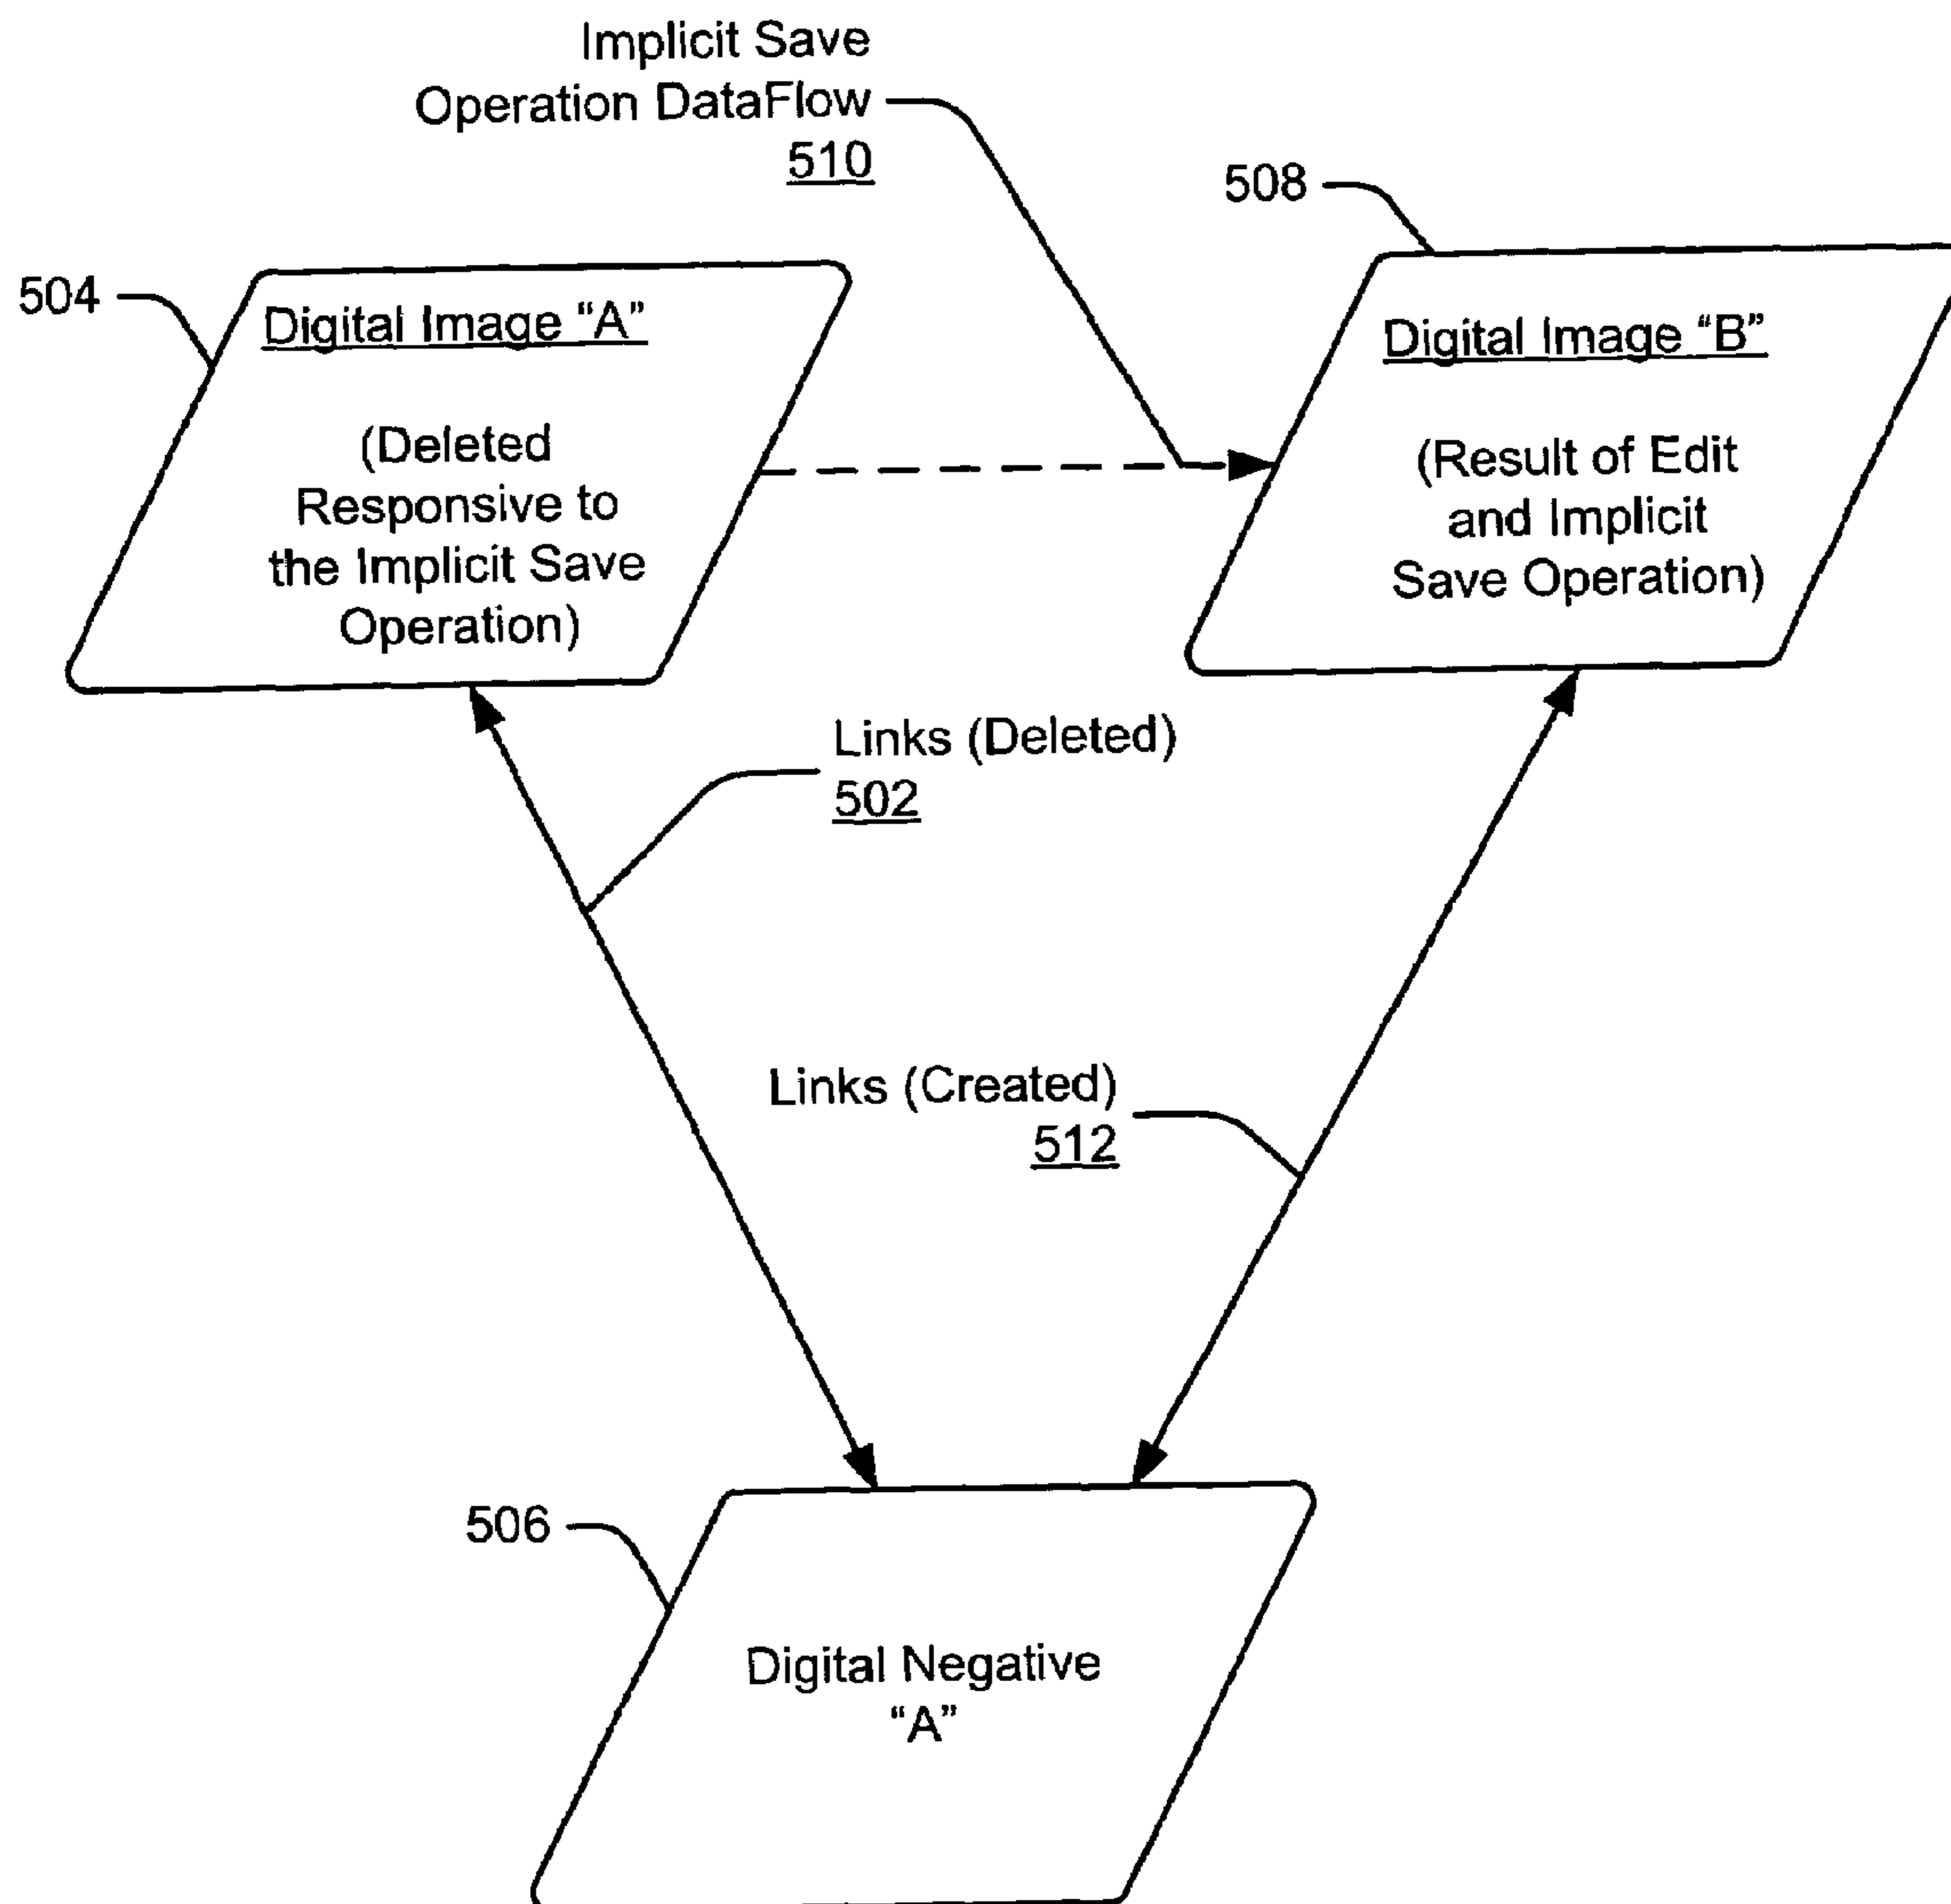 Implicit Save
Operation DataFlow
510
508
504
Digital Image “A”
(Deleted
Responsive to
the Implicit Save
Operation)
Digital Image “B”
(Result of Edit
and Implicit
Save Operation)
Links (Deleted)
502
Links (Created)
512
506
Digital Negative
“A”